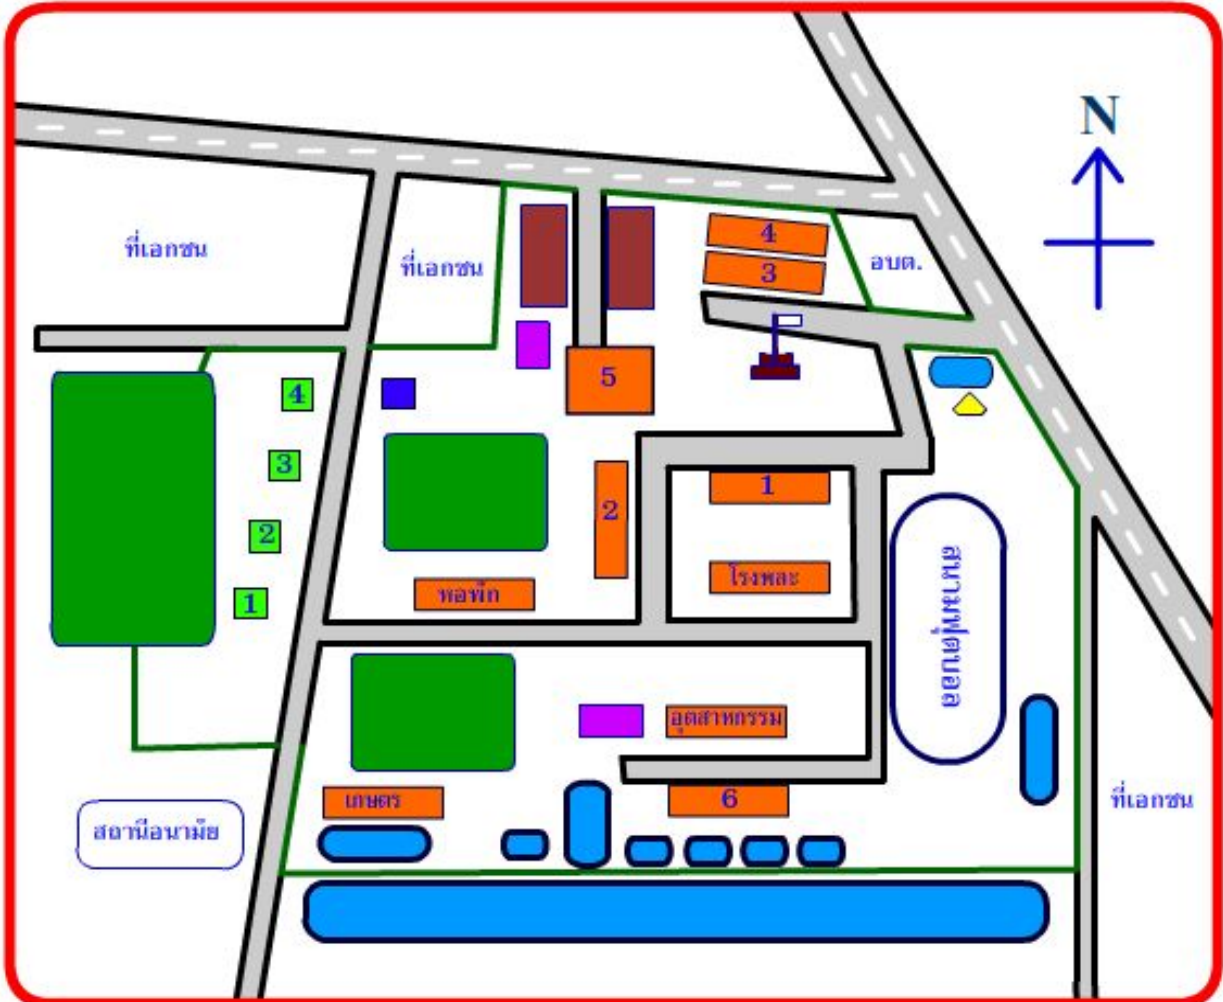 N
ที่เอกชน
ที่เอกชน
4
3
อบต.
5
4
3
2
1
2
1
โรงพละ
หอพัก
สนามฟุตบอล
อุตสาหกรรม
เกษตร
6
ที่เอกชน
สถานีอนามัย